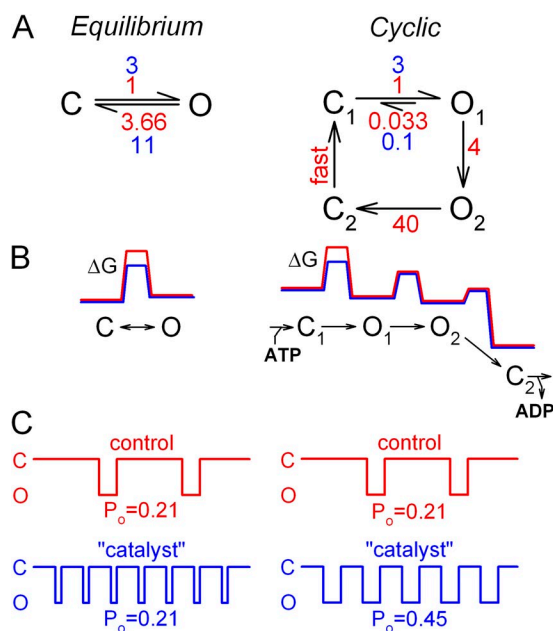 A
Equilibrium
Cyclic
3
1
C O
3.66
11
3
1
C₁ O₁
0.033
0.1
fast
4
C₂ O₂
40
B
ΔG
C O
ΔG
C₁ O₁ O₂
ATP
C₂
ADP
C
control
C
O
Pₒ=0.21
"catalyst"
C
O
Pₒ=0.21
control
C
O
Pₒ=0.21
"catalyst"
C
O
Pₒ=0.45